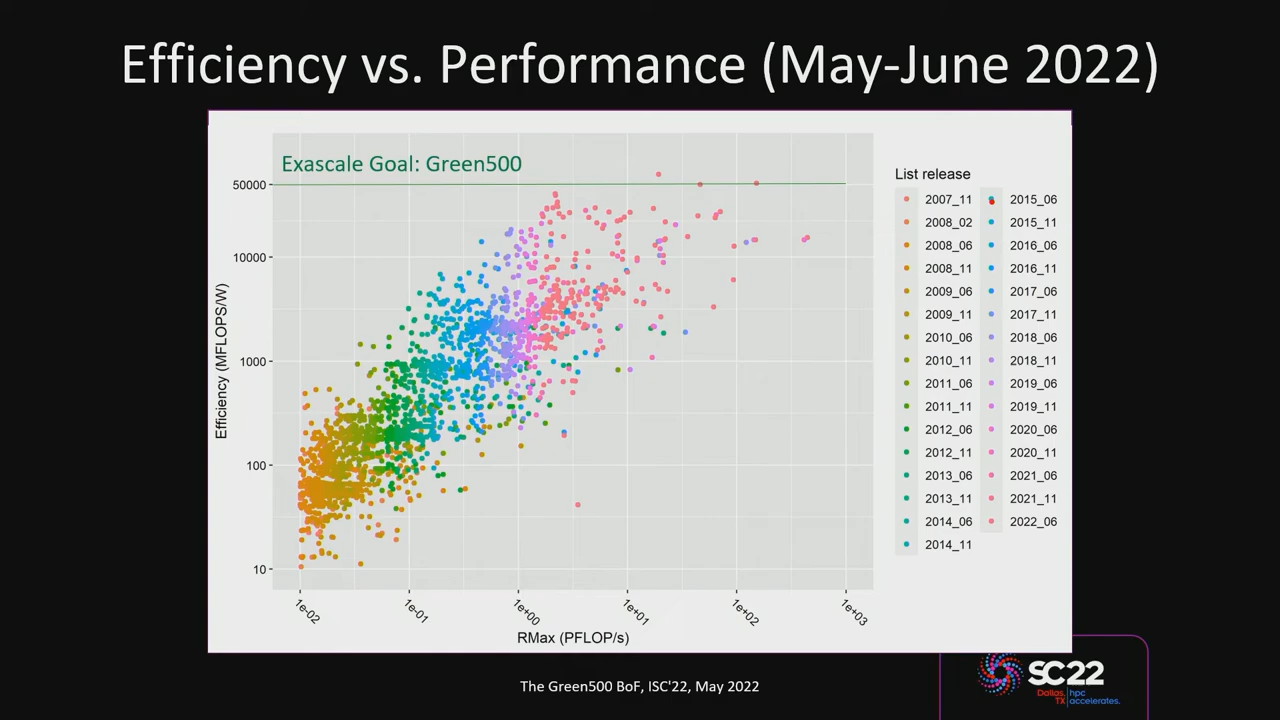 Efficiency vs. Performance (May-June 2022)
Exascale Goal: Green500
50000
10000
1000
100
10
Efficiency (MFLOPS/W)
1e-02
1e-01
1e+00
1e+01
1e+02
1e+03
RMax (PFLOP/s)
List release
2007_11
2008_02
2008_06
2008_11
2009_06
2009_11
2010_06
2010_11
2011_06
2011_11
2012_06
2012_11
2013_06
2013_11
2014_06
2014_11
2015_06
2015_11
2016_06
2016_11
2017_06
2017_11
2018_06
2018_11
2019_06
2019_11
2020_06
2020_11
2021_06
2021_11
2022_06
The Green500 BoF, ISC'22, May 2022
SC22
Dallas, TX
hpc accelerates.